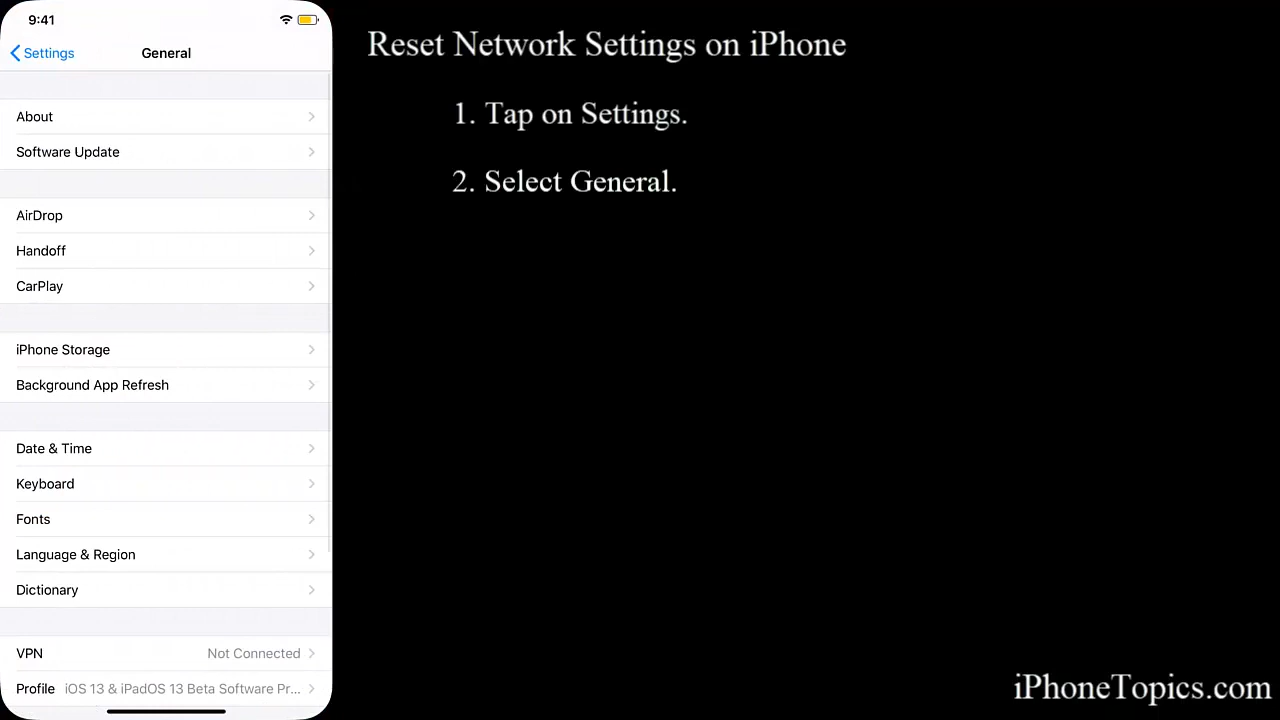 9:41
Settings
General
About
Software Update
AirDrop
Handoff
CarPlay
iPhone Storage
Background App Refresh
Date & Time
Keyboard
Fonts
Language & Region
Dictionary
VPN Not Connected
Profile iOS 13 & iPadOS 13 Beta Software Pr...
Reset Network Settings on iPhone
1. Tap on Settings.
2. Select General.
iPhoneTopics.com